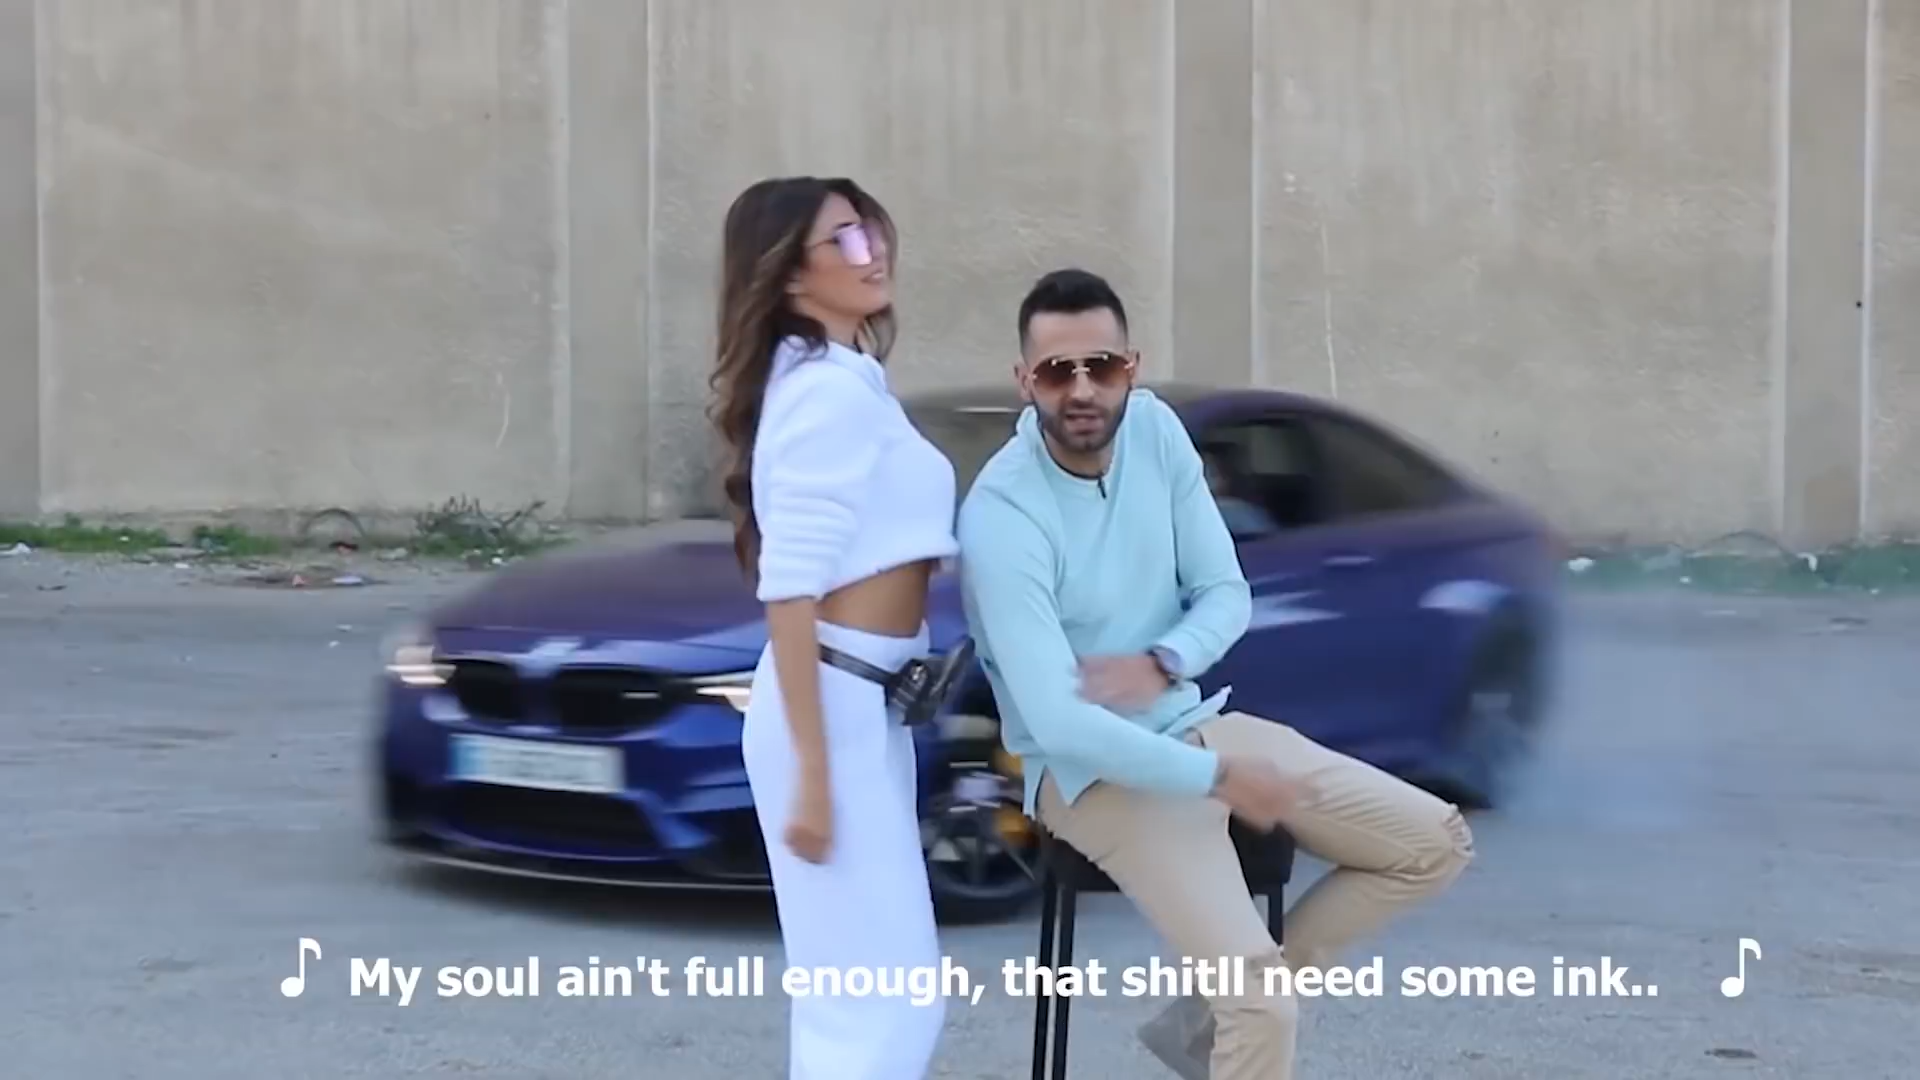 ♪ My soul ain't full enough, that shitll need some ink.. ♪